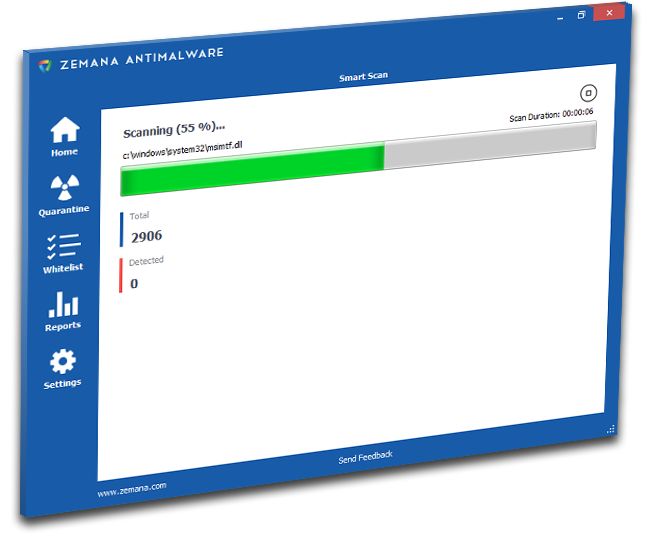 ZEMANA ANTIMALWARE
Smart Scan
Home
Quarantine
Whitelist
Reports
Settings
Scanning (55 %)...
Scan Duration: 00:00:06
c:\windows\system32\msimtf.dl
Total
2906
Detected
0
www.zemana.com
Send Feedback